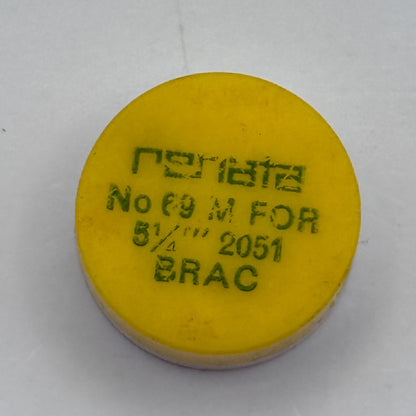 renata
No 69 M FOR
5¼''' 2051
BRAC